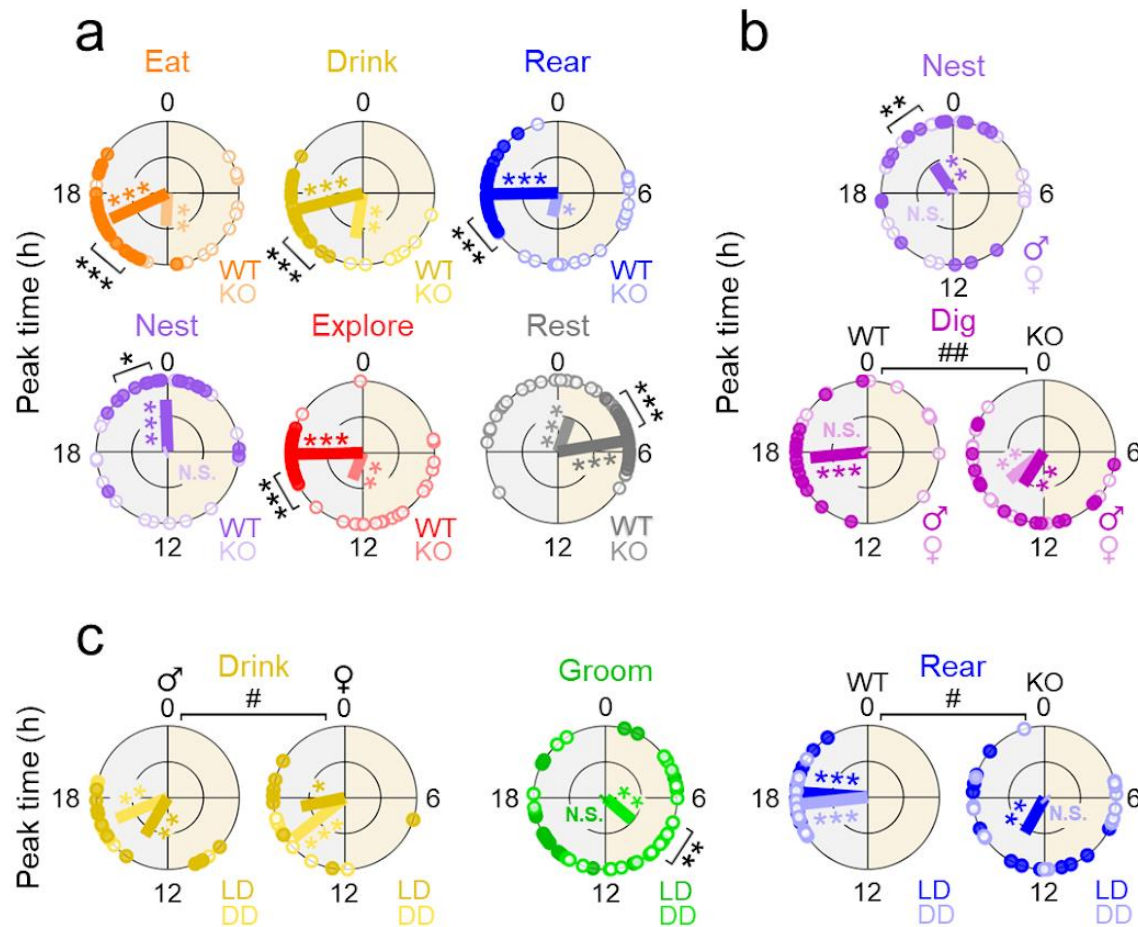 a
Eat
0
18
***
**
***
WT
KO
Drink
0
***
**
***
WT
KO
Rear
0
6
***
*
***
WT
KO
Peak time (h)
Nest
0
*
18
***
N.S.
12
WT
KO
Explore
0
***
**
***
12
WT
KO
Rest
0
***
6
***
***
12
WT
KO
b
Nest
0
**
18
6
**
N.S.
12
♂
♀
Peak time (h)
Dig
WT
KO
##
0
0
18
6
N.S.
***
**
**
12
12
♂
♀
♂
♀
c
Drink
♂
♀
#
0
0
18
6
**
**
*
***
12
12
LD
DD
LD
DD
Peak time (h)
Groom
0
18
6
N.S.
**
**
12
LD
DD
Rear
WT
KO
#
0
0
18
6
***
***
**
N.S.
12
12
LD
DD
LD
DD